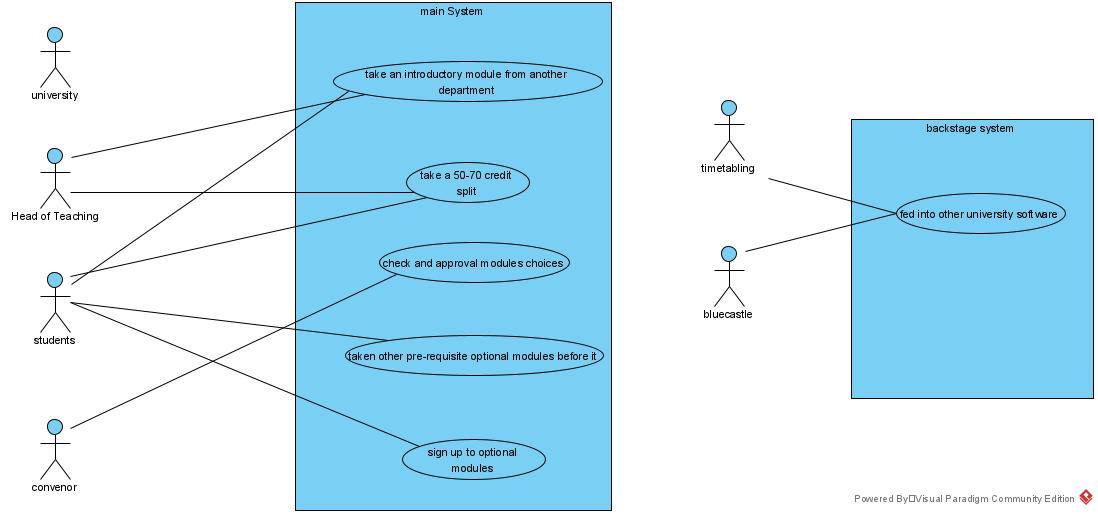 main System
university
take an introductory module from another
department
Head of Teaching
take a 50-70 credit
split
check and approval modules choices
students
taken other pre-requisite optional modules before it
sign up to optional
modules
convenor
backstage system
timetabling
fed into other university software
bluecastle
Powered By Visual Paradigm Community Edition